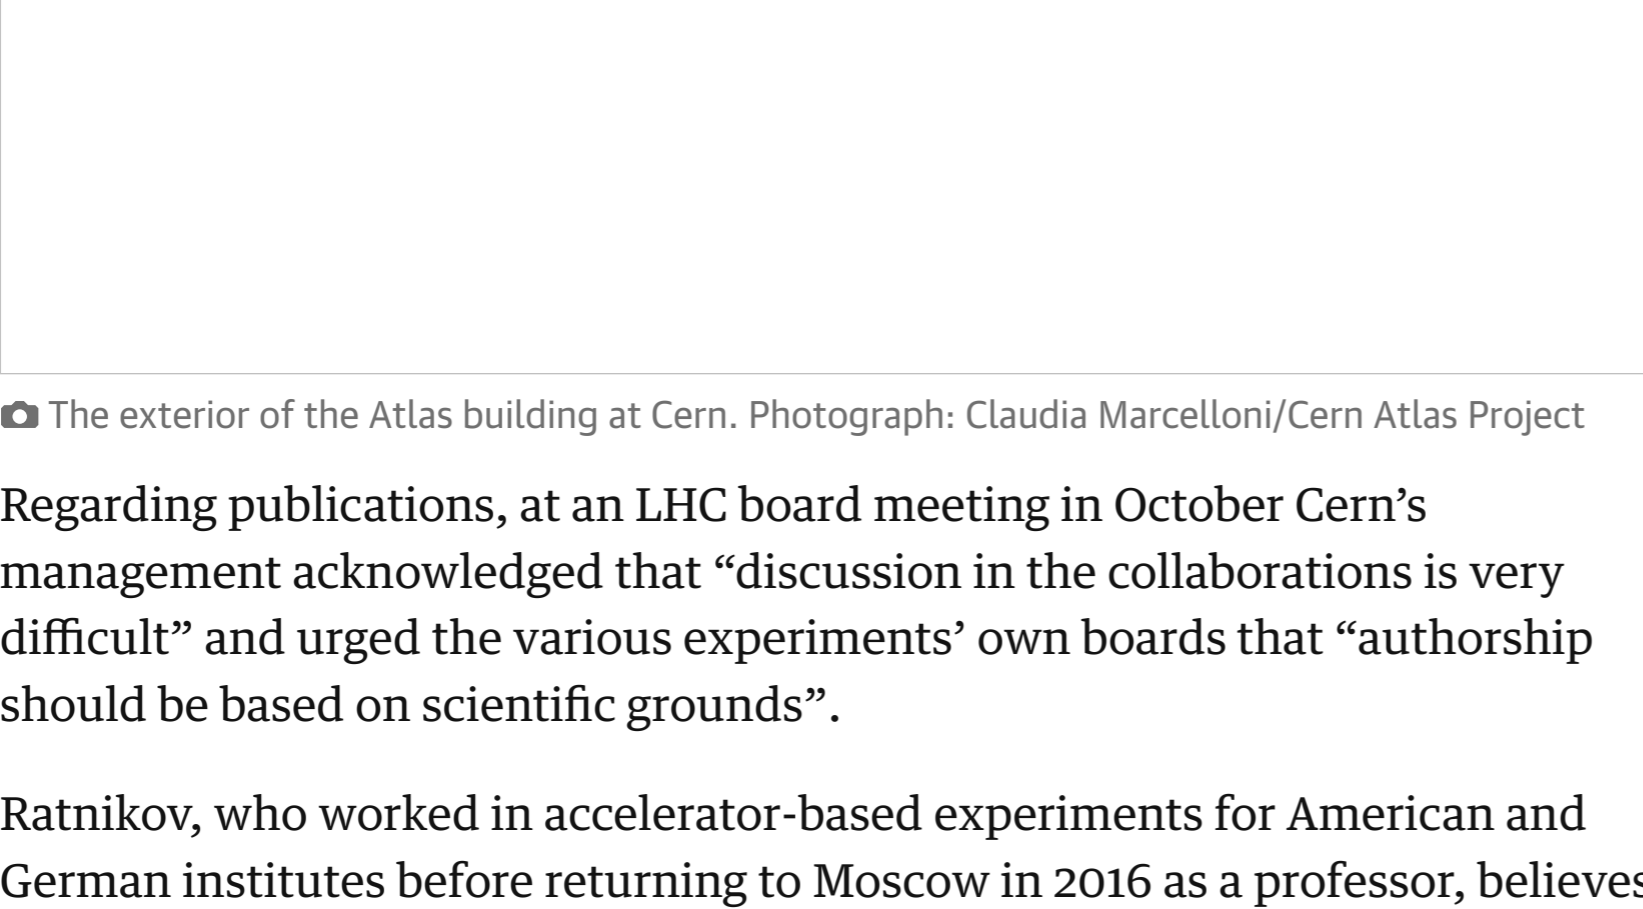 The exterior of the Atlas building at Cern. Photograph: Claudia Marcelloni/Cern Atlas Project
Regarding publications, at an LHC board meeting in October Cern’s
management acknowledged that “discussion in the collaborations is very
difficult” and urged the various experiments’ own boards that “authorship
should be based on scientific grounds”.
Ratnikov, who worked in accelerator-based experiments for American and
German institutes before returning to Moscow in 2016 as a professor, believes